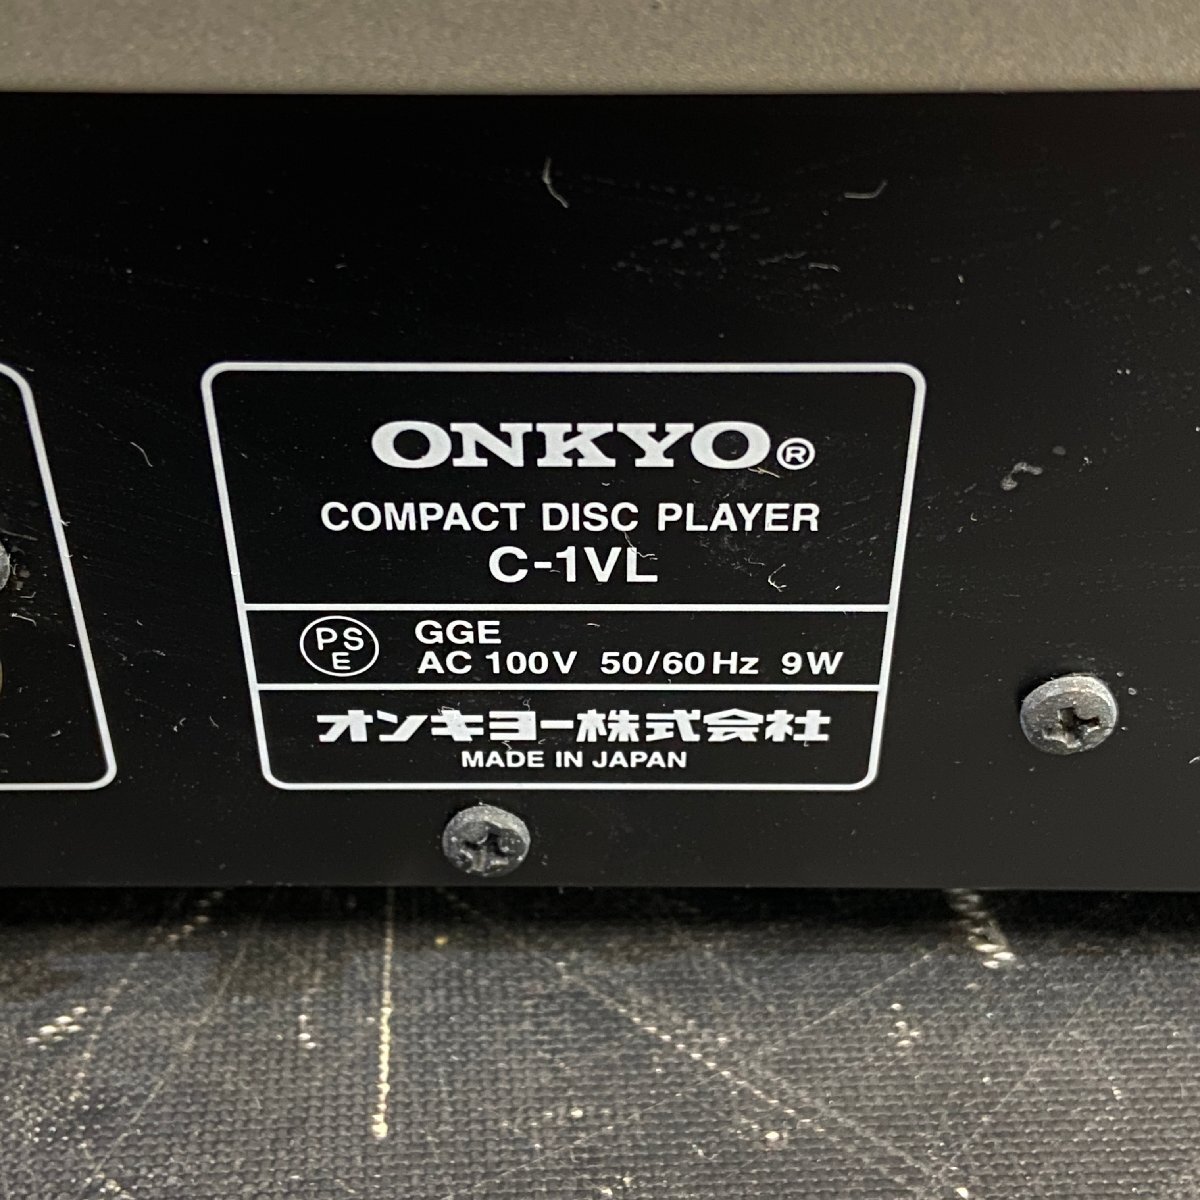 ONKYO®
COMPACT DISC PLAYER
C-1VL
PS
E
GGE
AC 100V 50/60Hz 9W
オンキヨー株式会社
MADE IN JAPAN